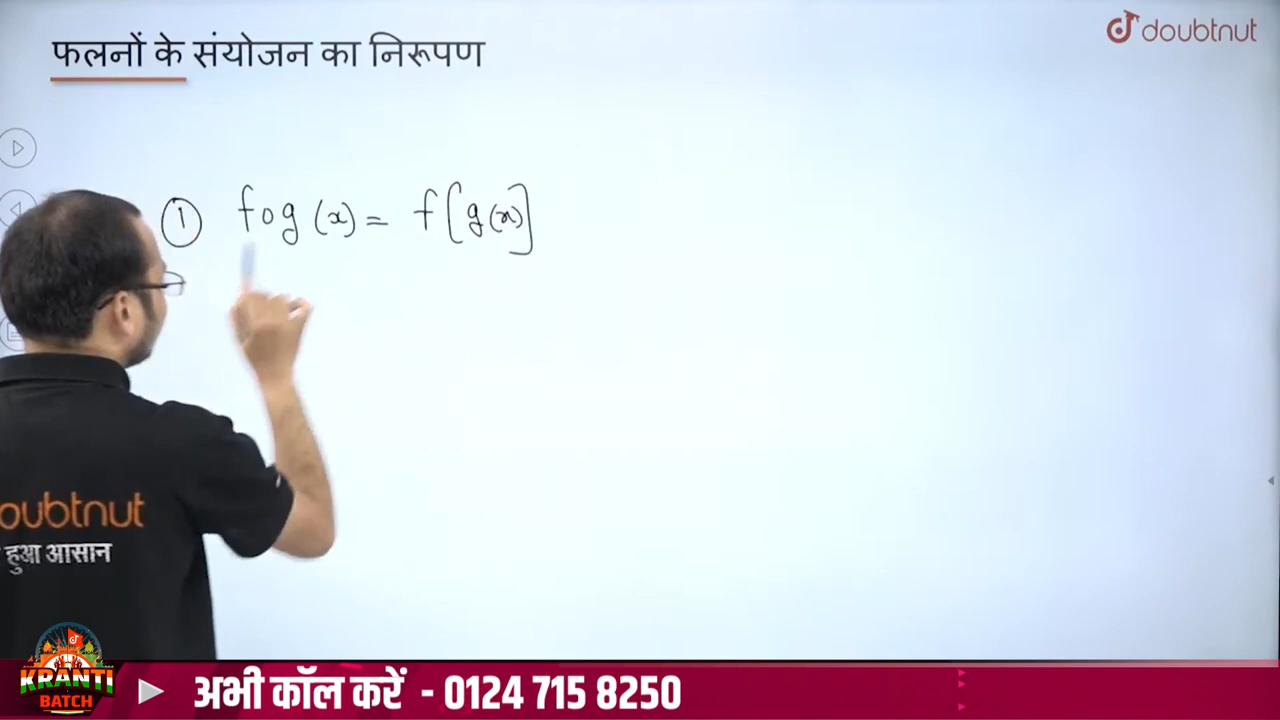 फलनों के संयोजन का निरूपण
doubtnut
① fog (x) = f[g(x)]
oubtnut
हुआ आसान
KRANTI
BATCH
अभी कॉल करें - 0124 715 8250